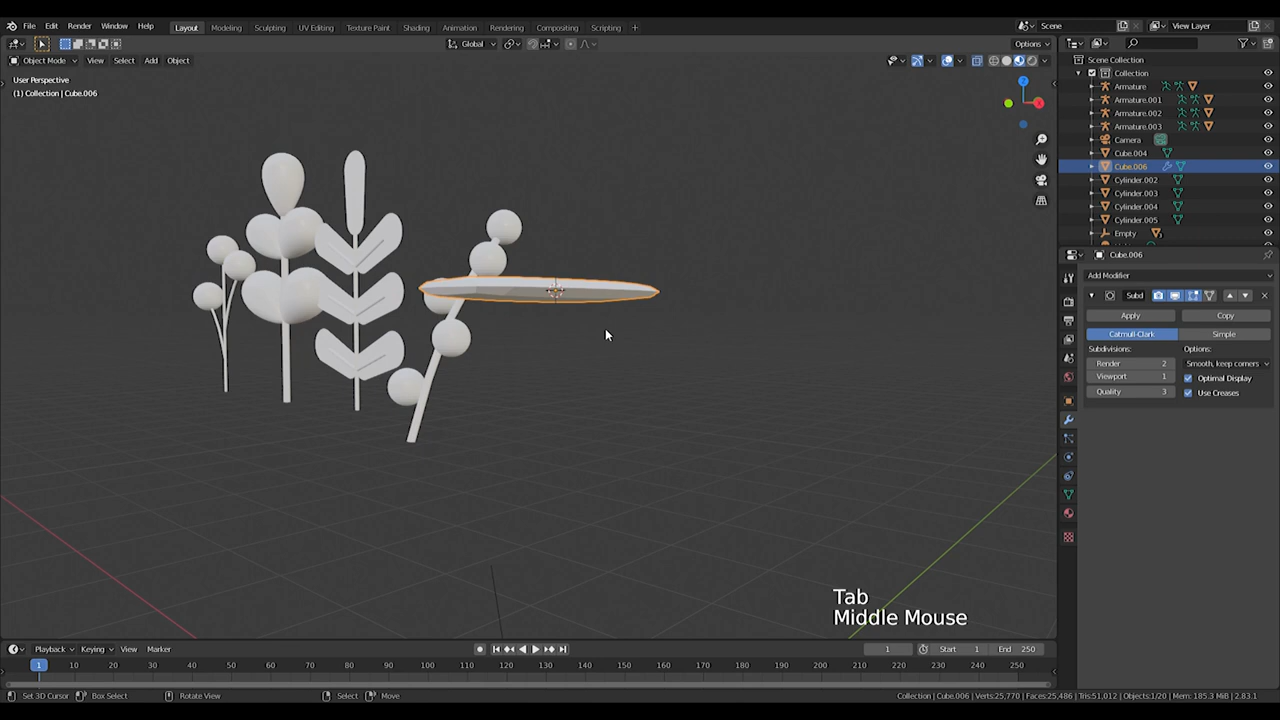 File Edit Render Window Help Layout Modeling Sculpting UV Editing Texture Paint Shading Animation Rendering Compositing Scripting Scene View Layer
Global Options
Object Mode View Select Add Object
User Perspective
(1) Collection | Cube.006
Scene Collection
Collection
Armature
Armature.001
Armature.002
Armature.003
Camera
Cube.004
Cube.006
Cylinder.002
Cylinder.003
Cylinder.004
Cylinder.005
Empty
Cube.006
Add Modifier
Subd
Apply Copy
Catmull-Clark Simple
Subdivisions: Options:
Render 2 Smooth, keep corners
Viewport 1 Optimal Display
Quality 3 Use Creases
Z
X
Tab
Middle Mouse
Playback Keying View Marker 1 Start 1 End 250
1 10 20 30 40 50 60 70 80 90 100 110 120 130 140 150 160 170 180 190 200 210 220 230 240 250
Set 3D Cursor Box Select Rotate View Select Move Collection | Cube.006 | Verts:25,770 | Faces:25,486 | Tris:51,012 | Objects:1/20 | Mem: 185.3 MiB | 2.83.1